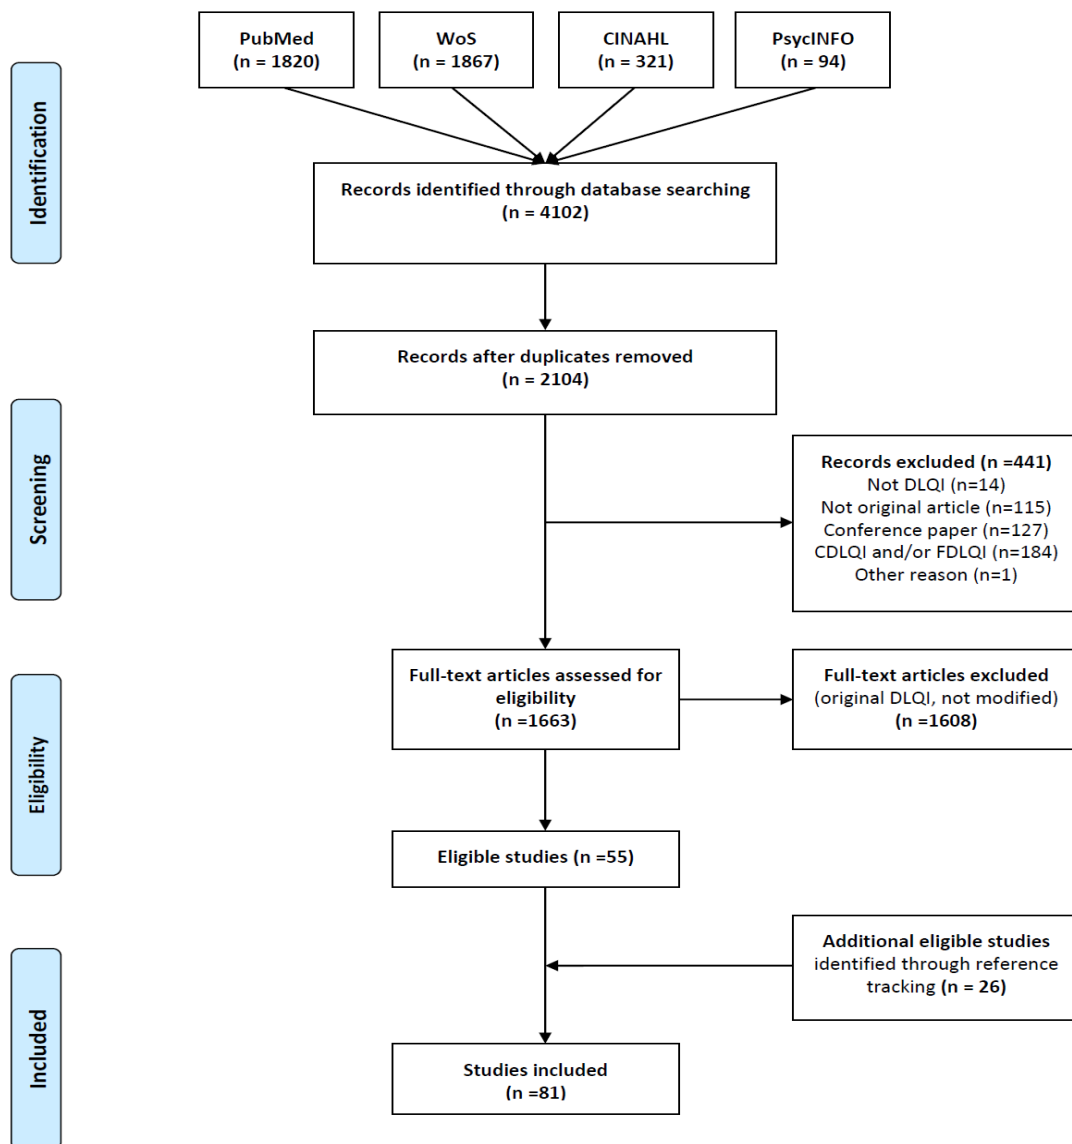 PubMed
(n = 1820)
WoS
(n = 1867)
CINAHL
(n = 321)
PsycINFO
(n = 94)
Identification
Records identified through database searching
(n = 4102)
Records after duplicates removed
(n = 2104)
Screening
Records excluded (n =441)
Not DLQI (n=14)
Not original article (n=115)
Conference paper (n=127)
CDLQI and/or FDLQI (n=184)
Other reason (n=1)
Full-text articles assessed for
eligibility
(n =1663)
Full-text articles excluded
(original DLQI, not modified)
(n =1608)
Eligibility
Eligible studies (n =55)
Additional eligible studies
identified through reference
tracking (n = 26)
Included
Studies included
(n =81)